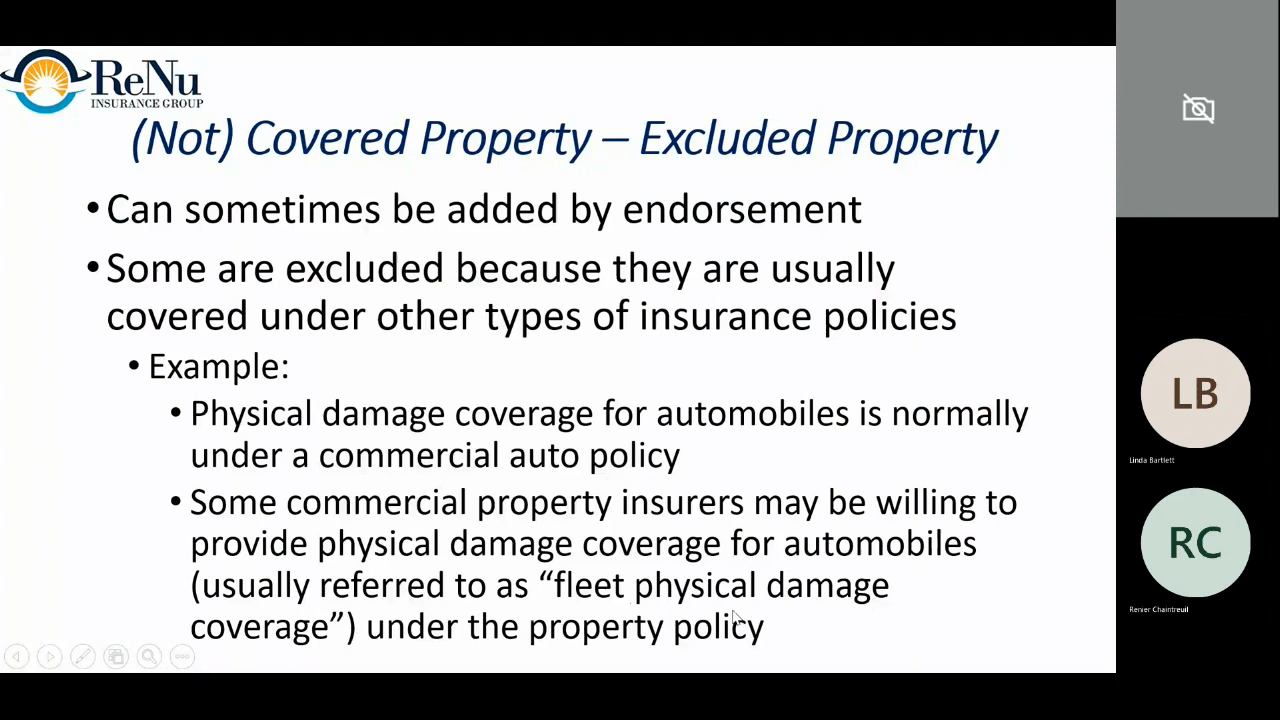 ReNu
INSURANCE GROUP
(Not) Covered Property – Excluded Property
•Can sometimes be added by endorsement
•Some are excluded because they are usually
covered under other types of insurance policies
• Example:
• Physical damage coverage for automobiles is normally
under a commercial auto policy
• Some commercial property insurers may be willing to
provide physical damage coverage for automobiles
(usually referred to as “fleet physical damage
coverage”) under the property policy
LB
Linda Bartlett
RC
Renier Chaintreuil